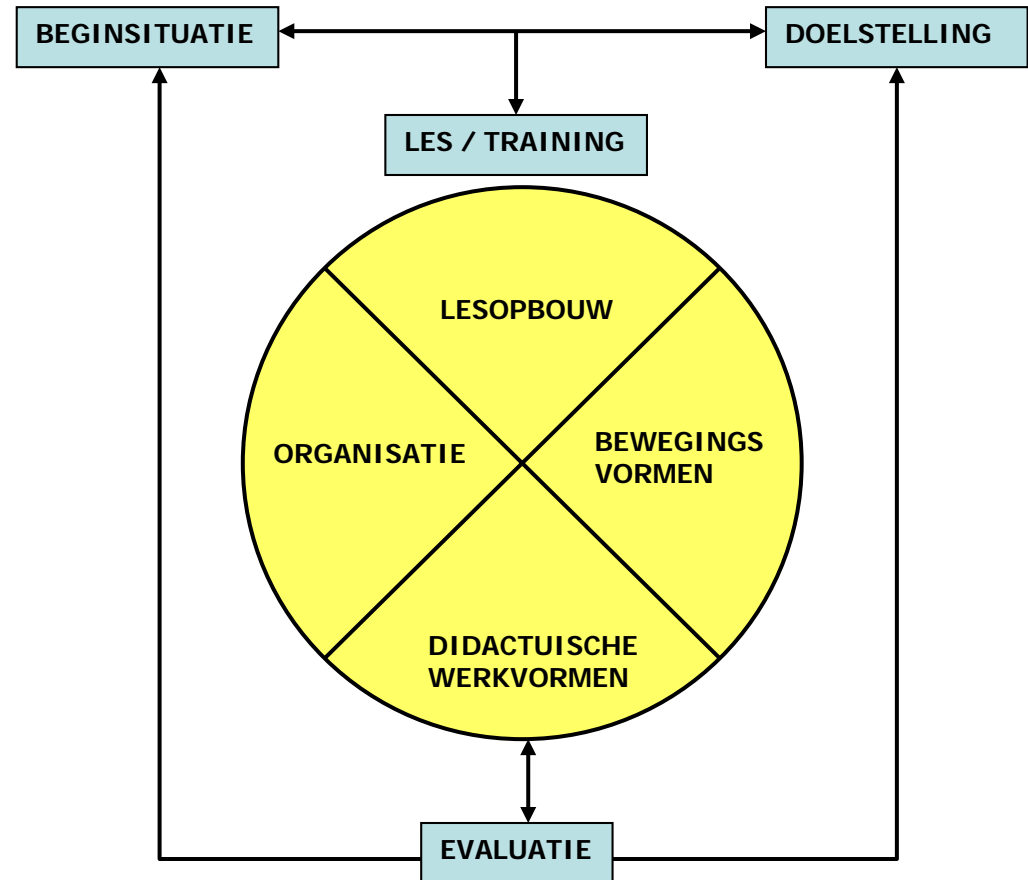 BEGINSITUATIE
DOELSTELLING
LES / TRAINING
LESOPBOUW
ORGANISATIE
BEWEGINGS
VORMEN
DIDACTUISCHE
WERKVORMEN
EVALUATIE